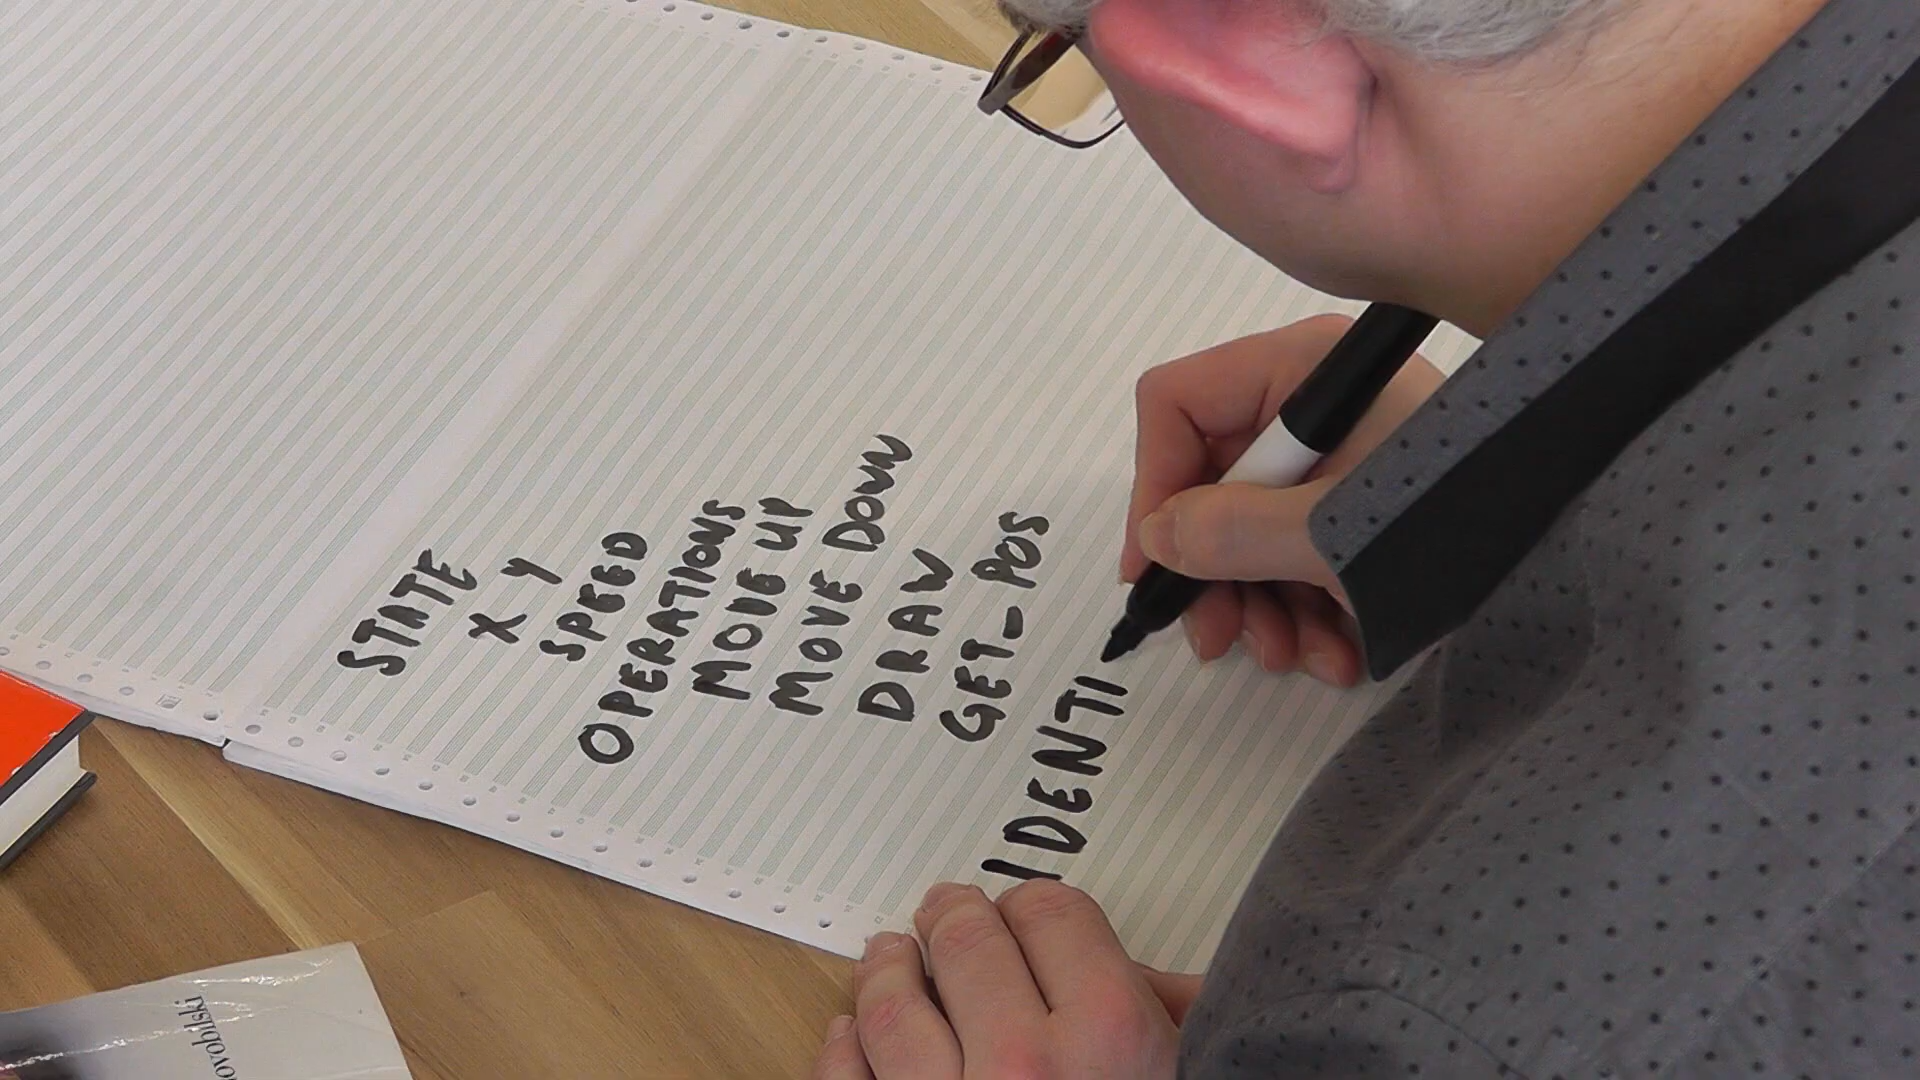 STATE
X Y
SPEED
OPERATIONS
MOVE UP
MOVE DOWN
DRAW
GET_POS
IDENTI